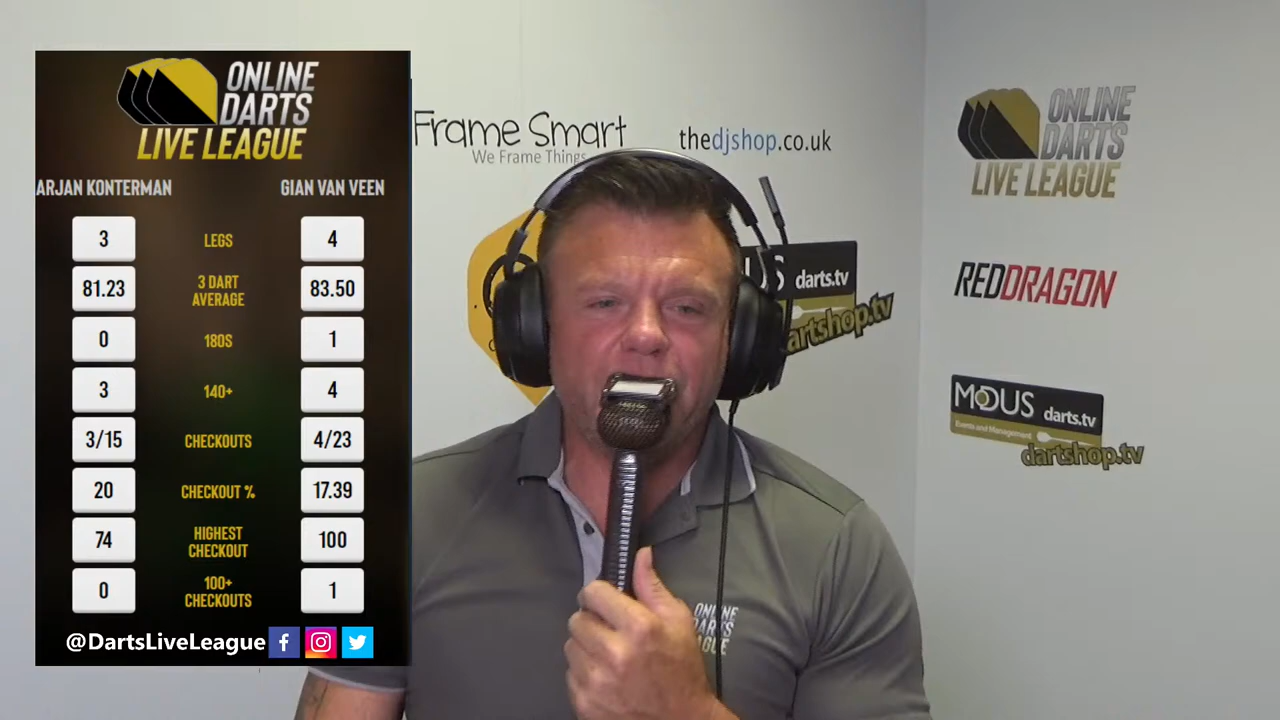 ONLINE
DARTS
LIVE LEAGUE
ARJAN KONTERMAN
GIAN VAN VEEN
3 LEGS 4
81.23 3 DART AVERAGE 83.50
0 180S 1
3 140+ 4
3/15 CHECKOUTS 4/23
20 CHECKOUT % 17.39
74 HIGHEST CHECKOUT 100
0 100+ CHECKOUTS 1
@DartsLiveLeague
Frame Smart
We Frame Things
thedjshop.co.uk
darts.tv
dartshop.tv
ONLINE
DARTS
LIVE LEAGUE
REDDRAGON
MODUS darts.tv
Events and Management
dartshop.tv
ONLINE
DARTS